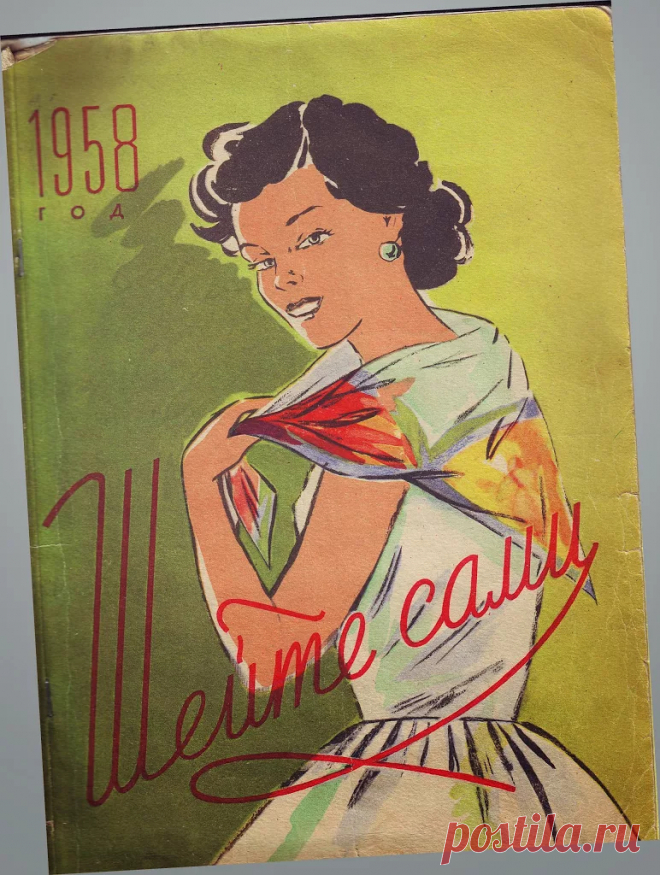 1958
ГОД
Шейте сами
postila.ru